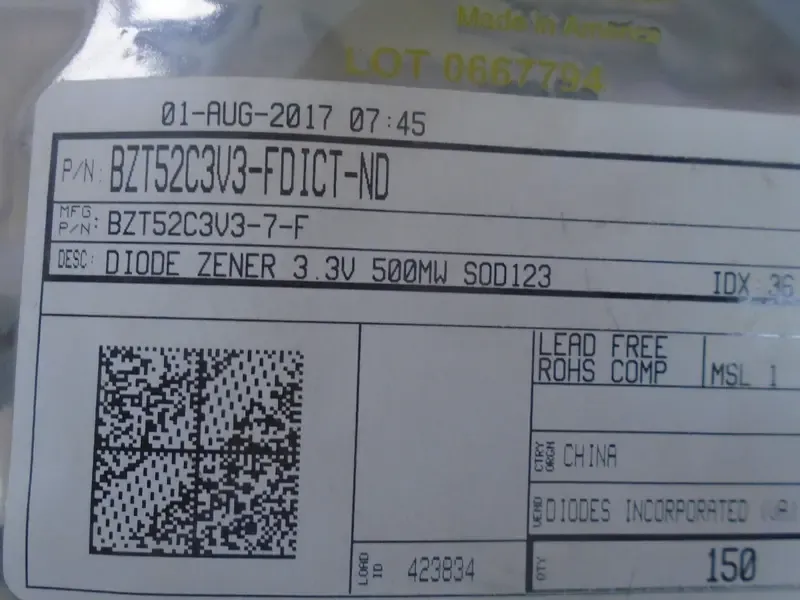 Made in America
LOT 0667794
01-AUG-2017 07:45
P/N: BZT52C3V3-FDICT-ND
MFG P/N: BZT52C3V3-7-F
DESC: DIODE ZENER 3.3V 500MW SOD123
IDX 36
LEAD FREE
ROHS COMP
MSL 1
CTRY ORGN CHINA
VEND DIODES INCORPORATED
LOAD ID 423834
QTY 150